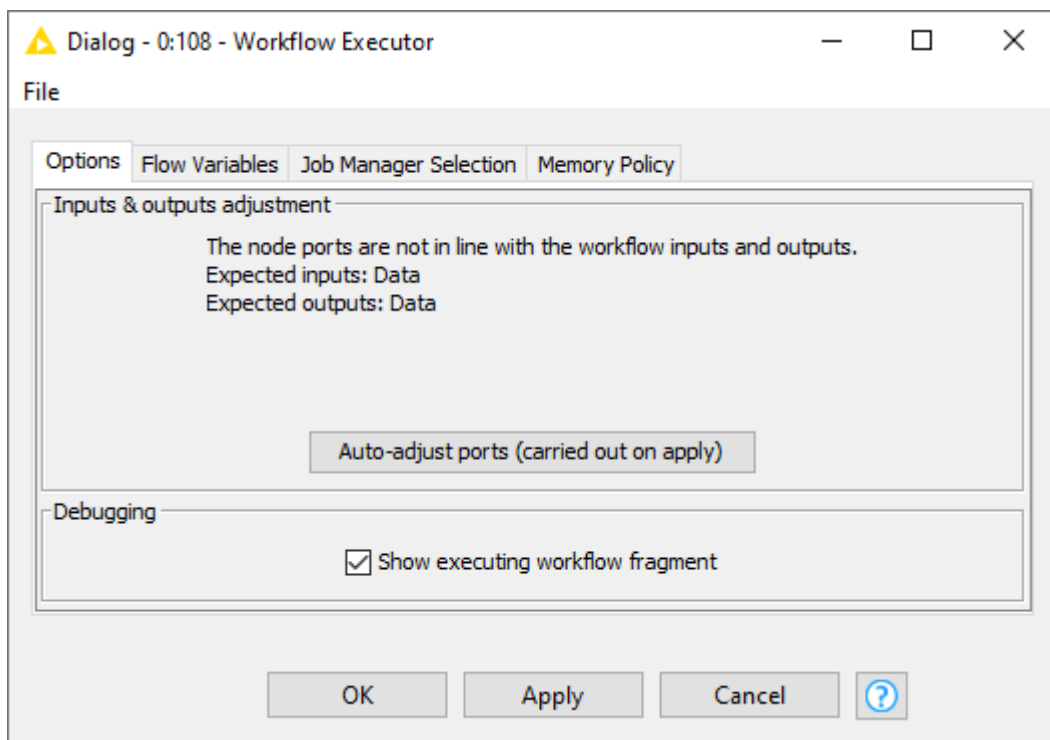 Dialog - 0:108 - Workflow Executor
File
Options Flow Variables Job Manager Selection Memory Policy
Inputs & outputs adjustment
The node ports are not in line with the workflow inputs and outputs.
Expected inputs: Data
Expected outputs: Data
Auto-adjust ports (carried out on apply)
Debugging
Show executing workflow fragment
OK Apply Cancel ?